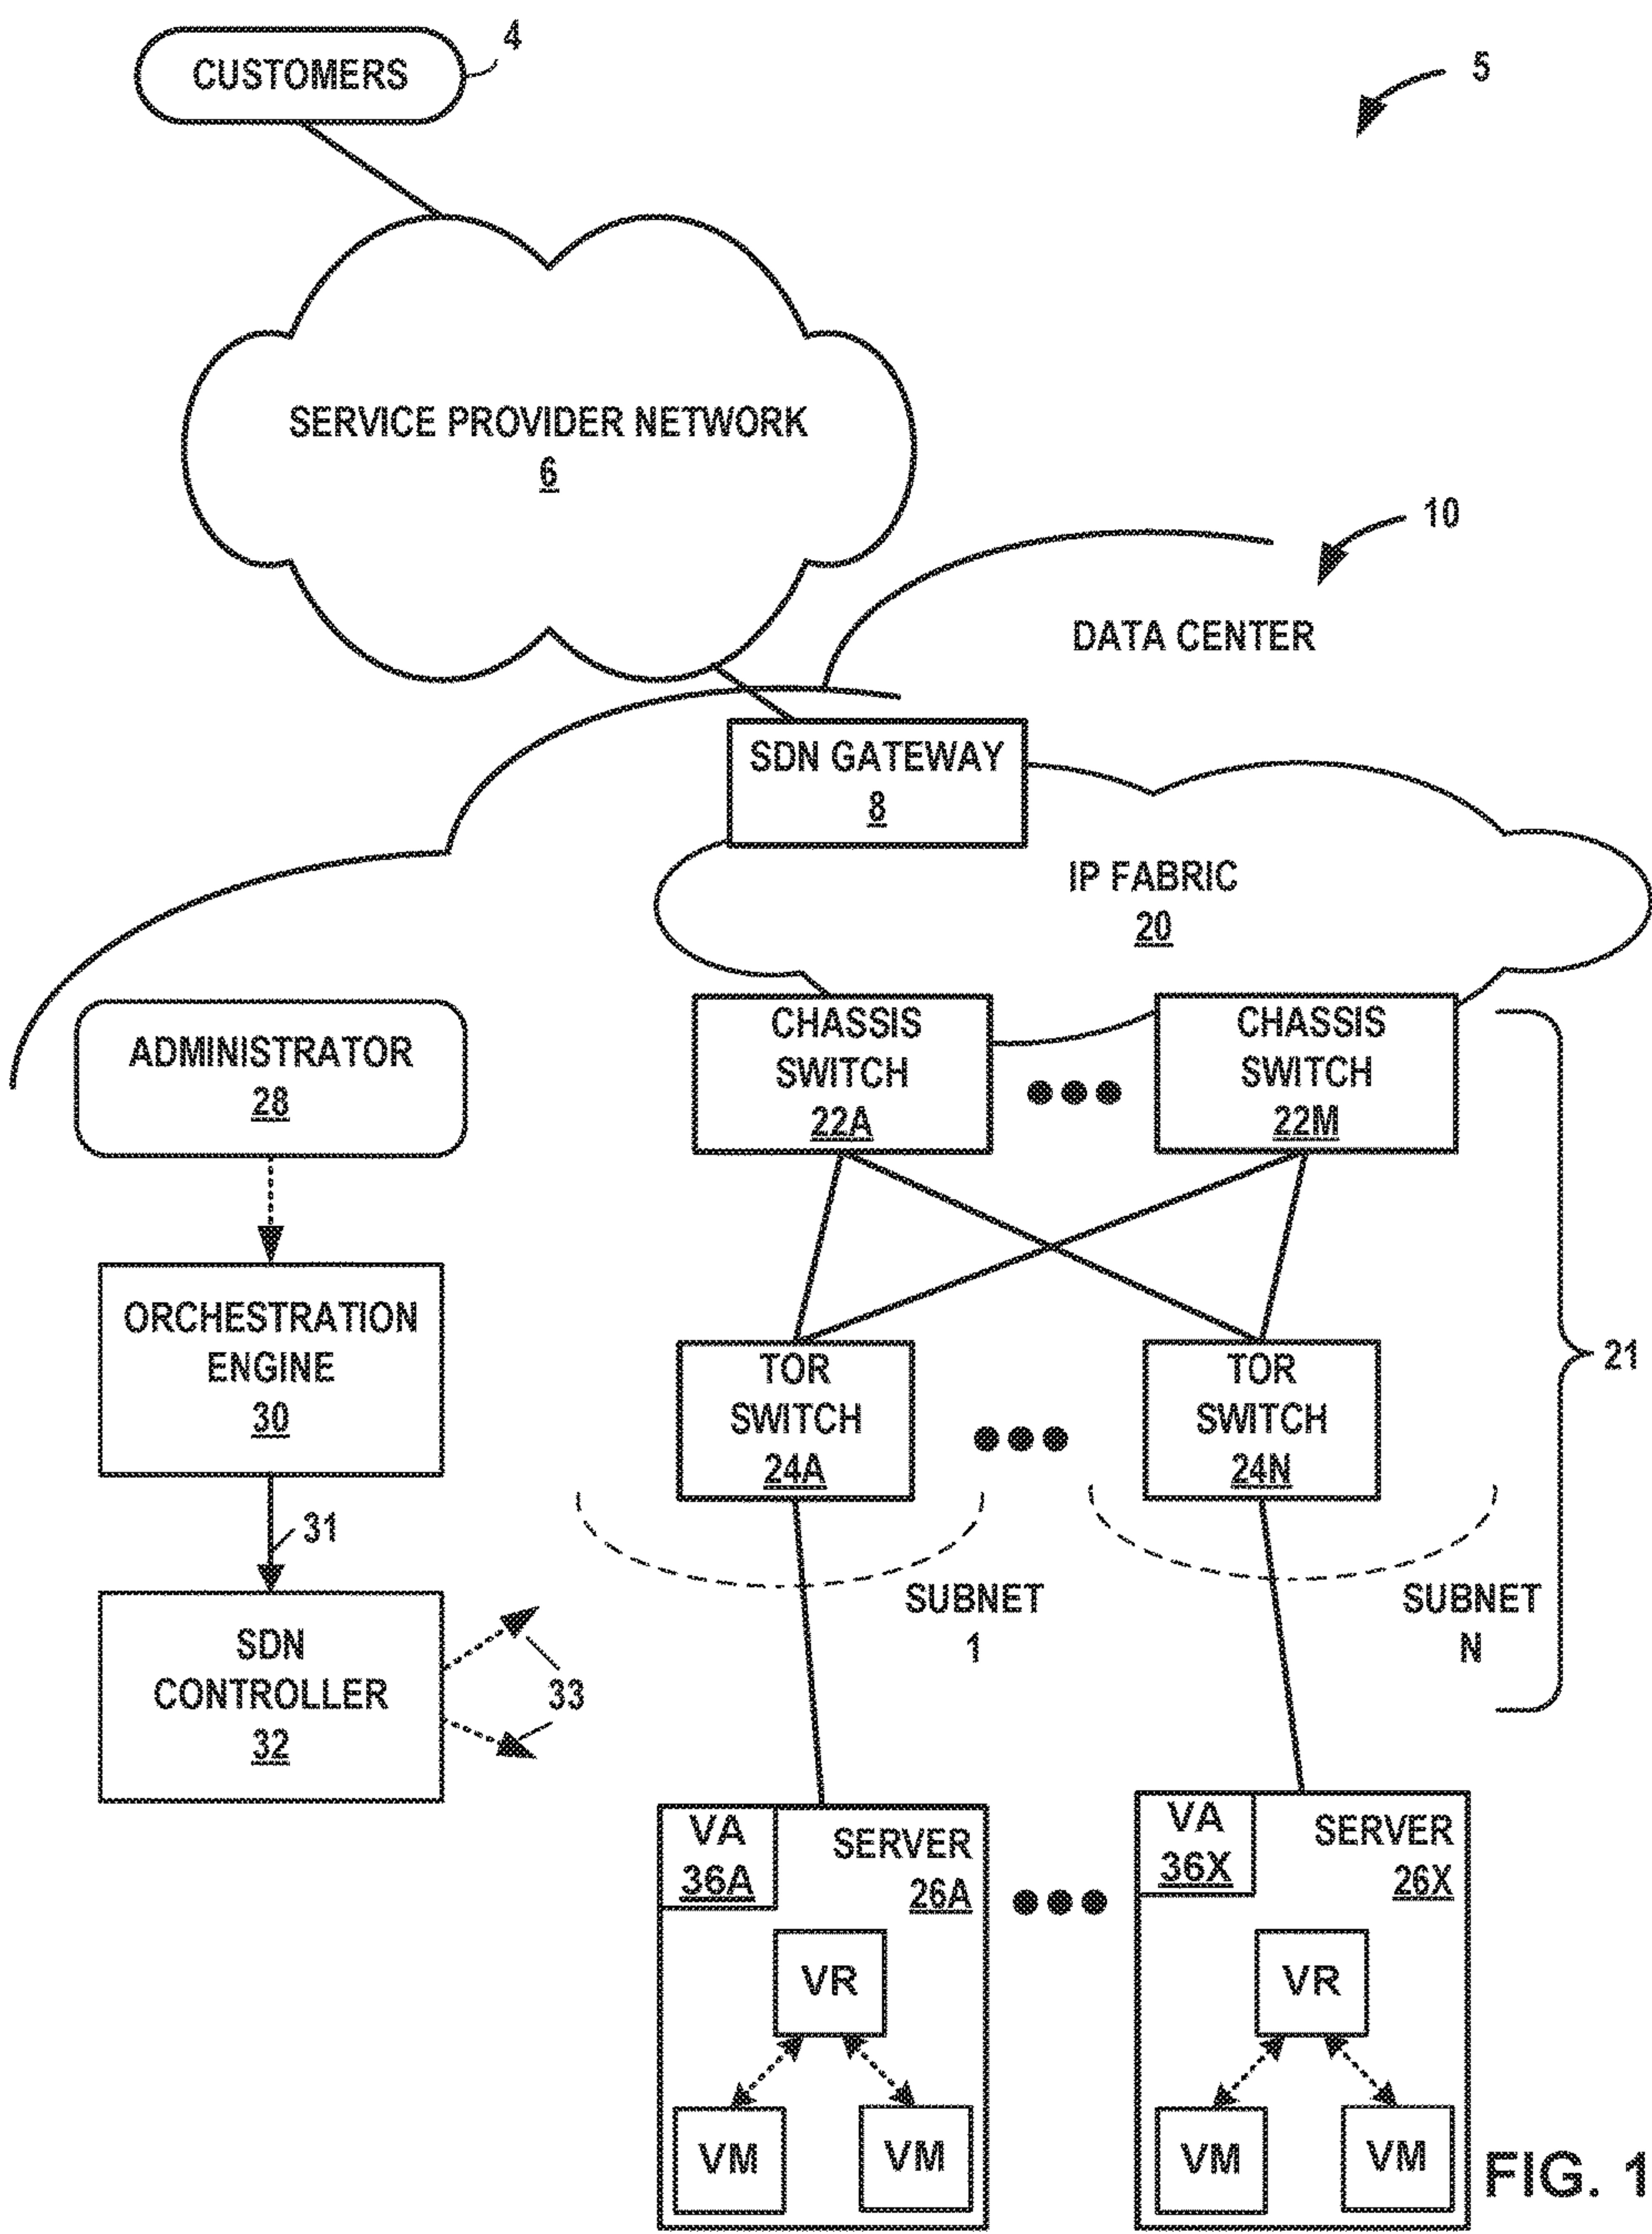 CUSTOMERS
4
5
SERVICE PROVIDER NETWORK
6
10
DATA CENTER
SDN GATEWAY
8
IP FABRIC
20
ADMINISTRATOR
28
CHASSIS
SWITCH
22A
CHASSIS
SWITCH
22M
ORCHESTRATION
ENGINE
30
TOR
SWITCH
24A
TOR
SWITCH
24N
21
31
SUBNET
1
SUBNET
N
SDN
CONTROLLER
32
33
VA
36A
SERVER
26A
VR
VM
VM
VA
36X
SERVER
26X
VR
VM
VM
FIG. 1